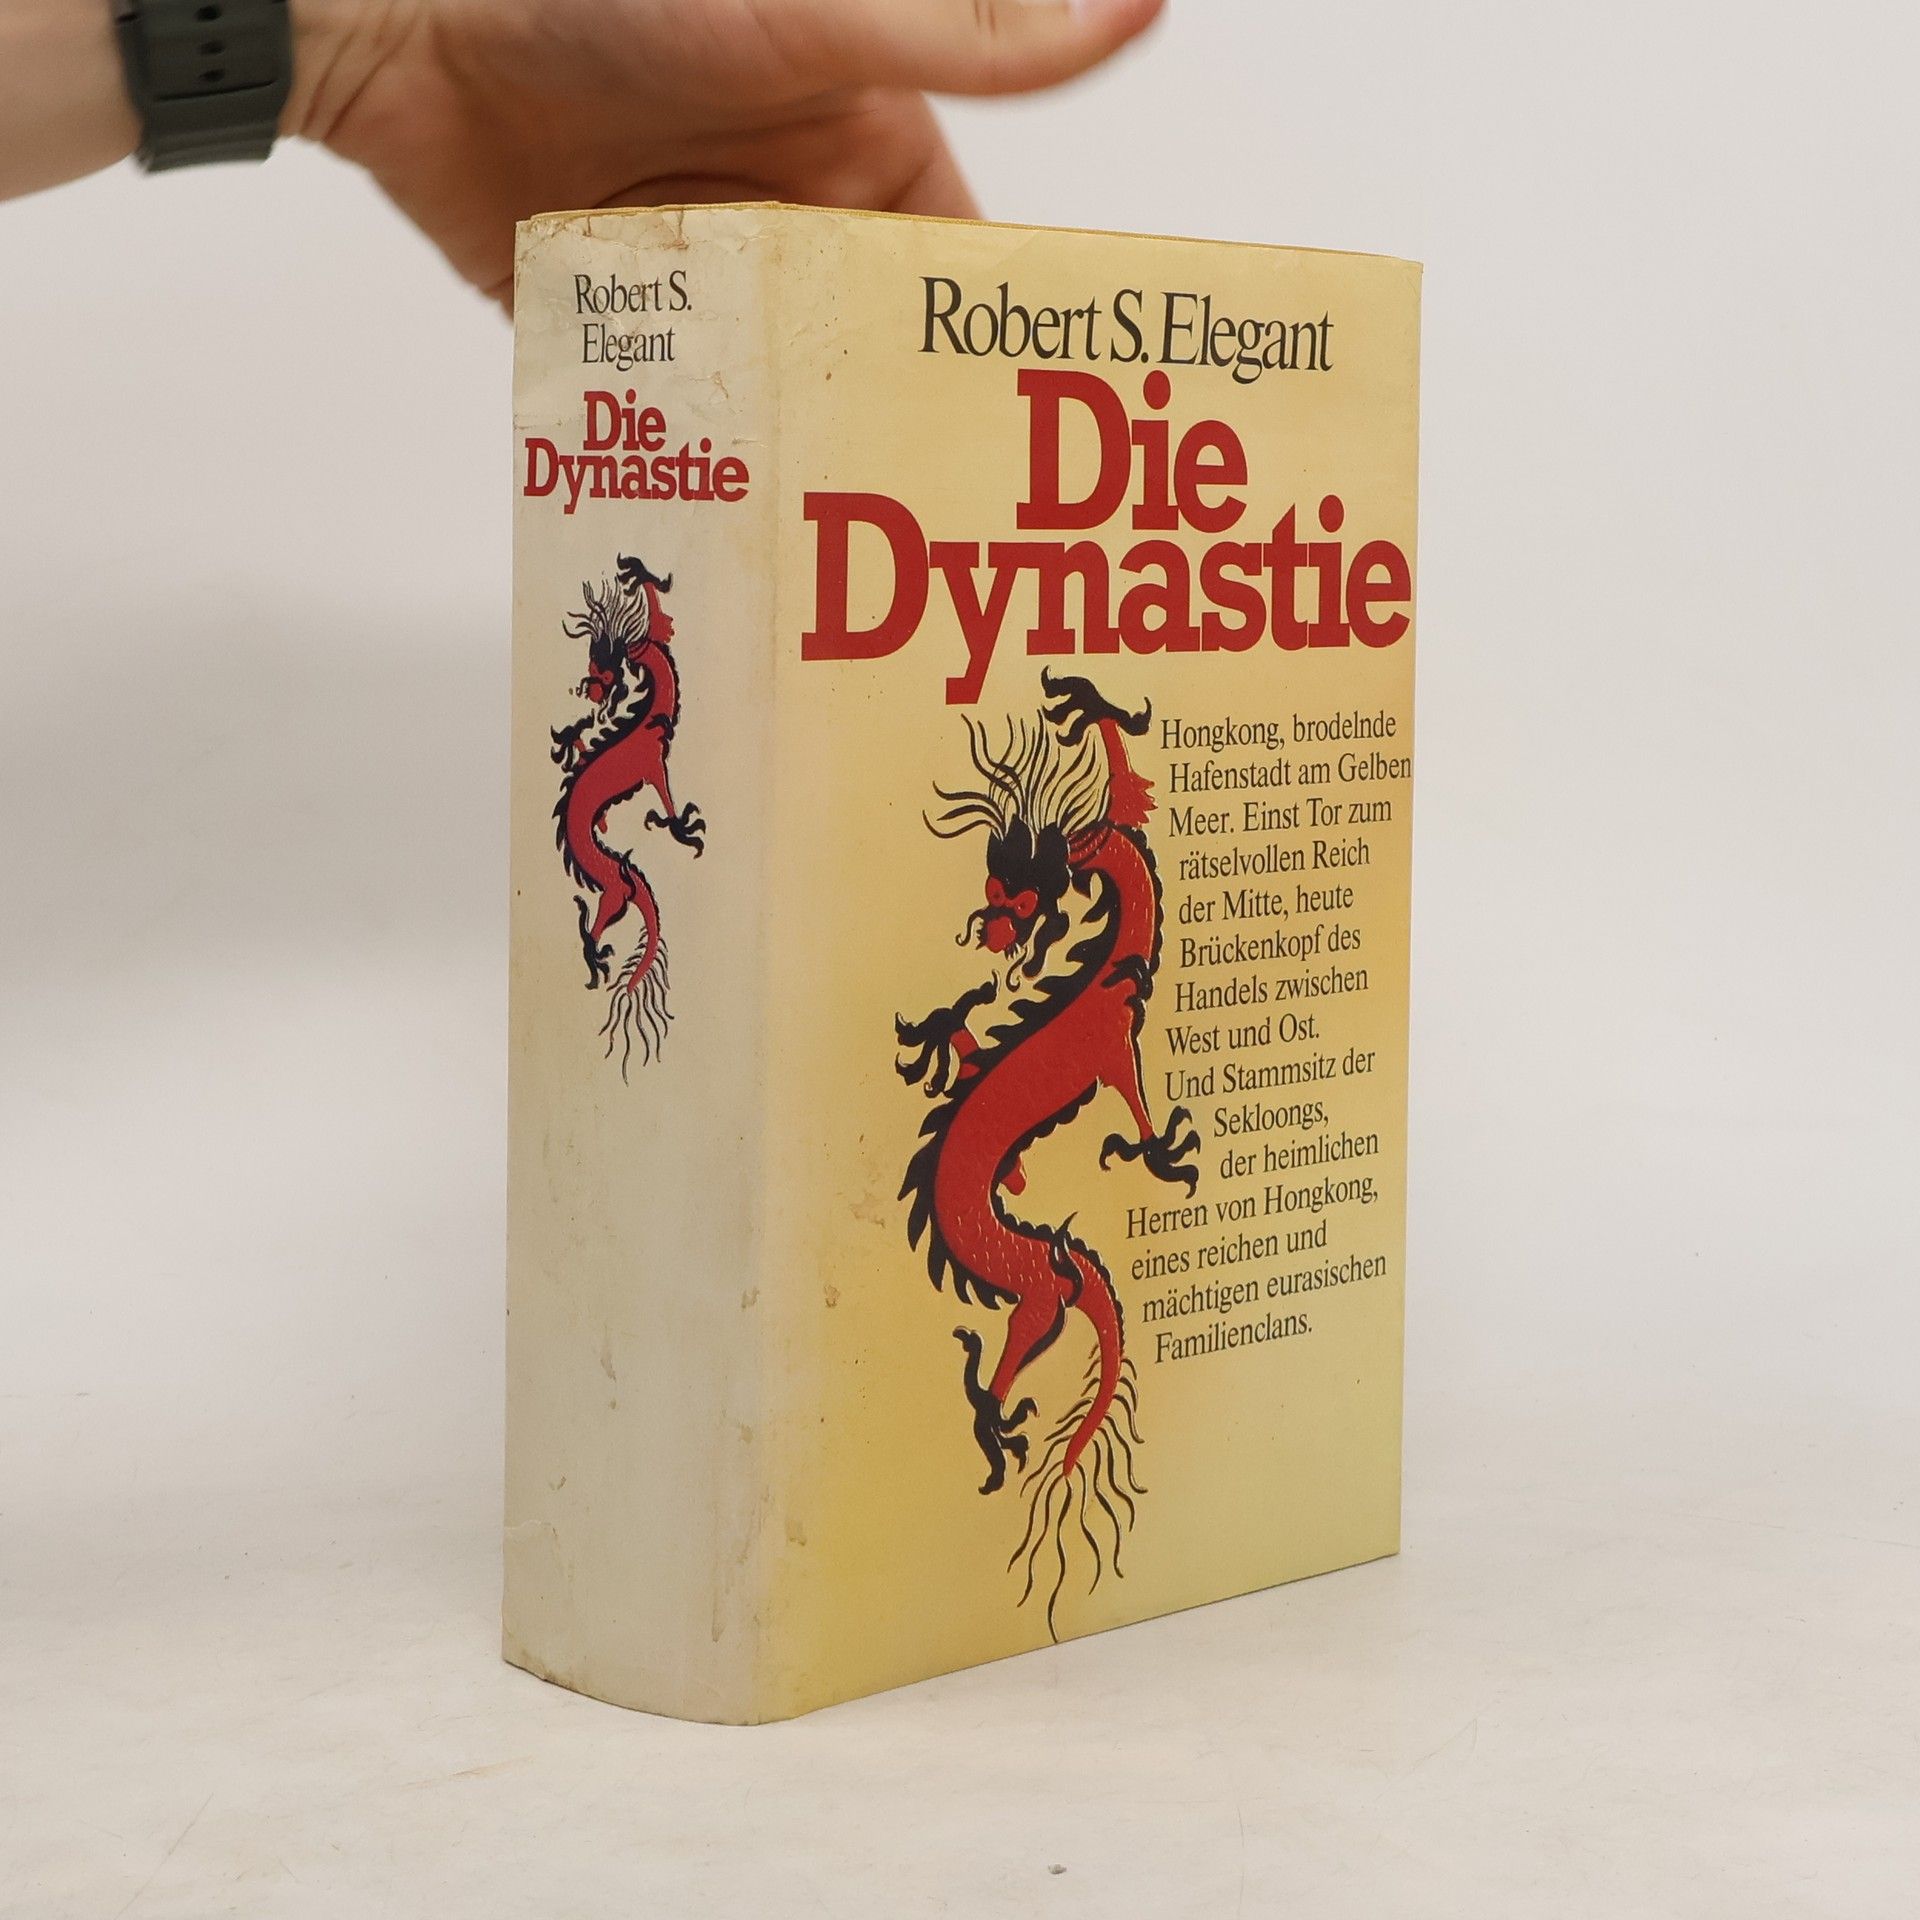 Robert S.
Elegant
Die
Dynastie
Robert S. Elegant
Die
Dynastie
Hongkong, brodelnde
Hafenstadt am Gelben
Meer. Einst Tor zum
rätselvollen Reich
der Mitte, heute
Brückenkopf des
Handels zwischen
West und Ost.
Und Stammsitz der
Sekloongs,
der heimlichen
Herren von Hongkong,
eines reichen und
mächtigen eurasischen
Familienclans.